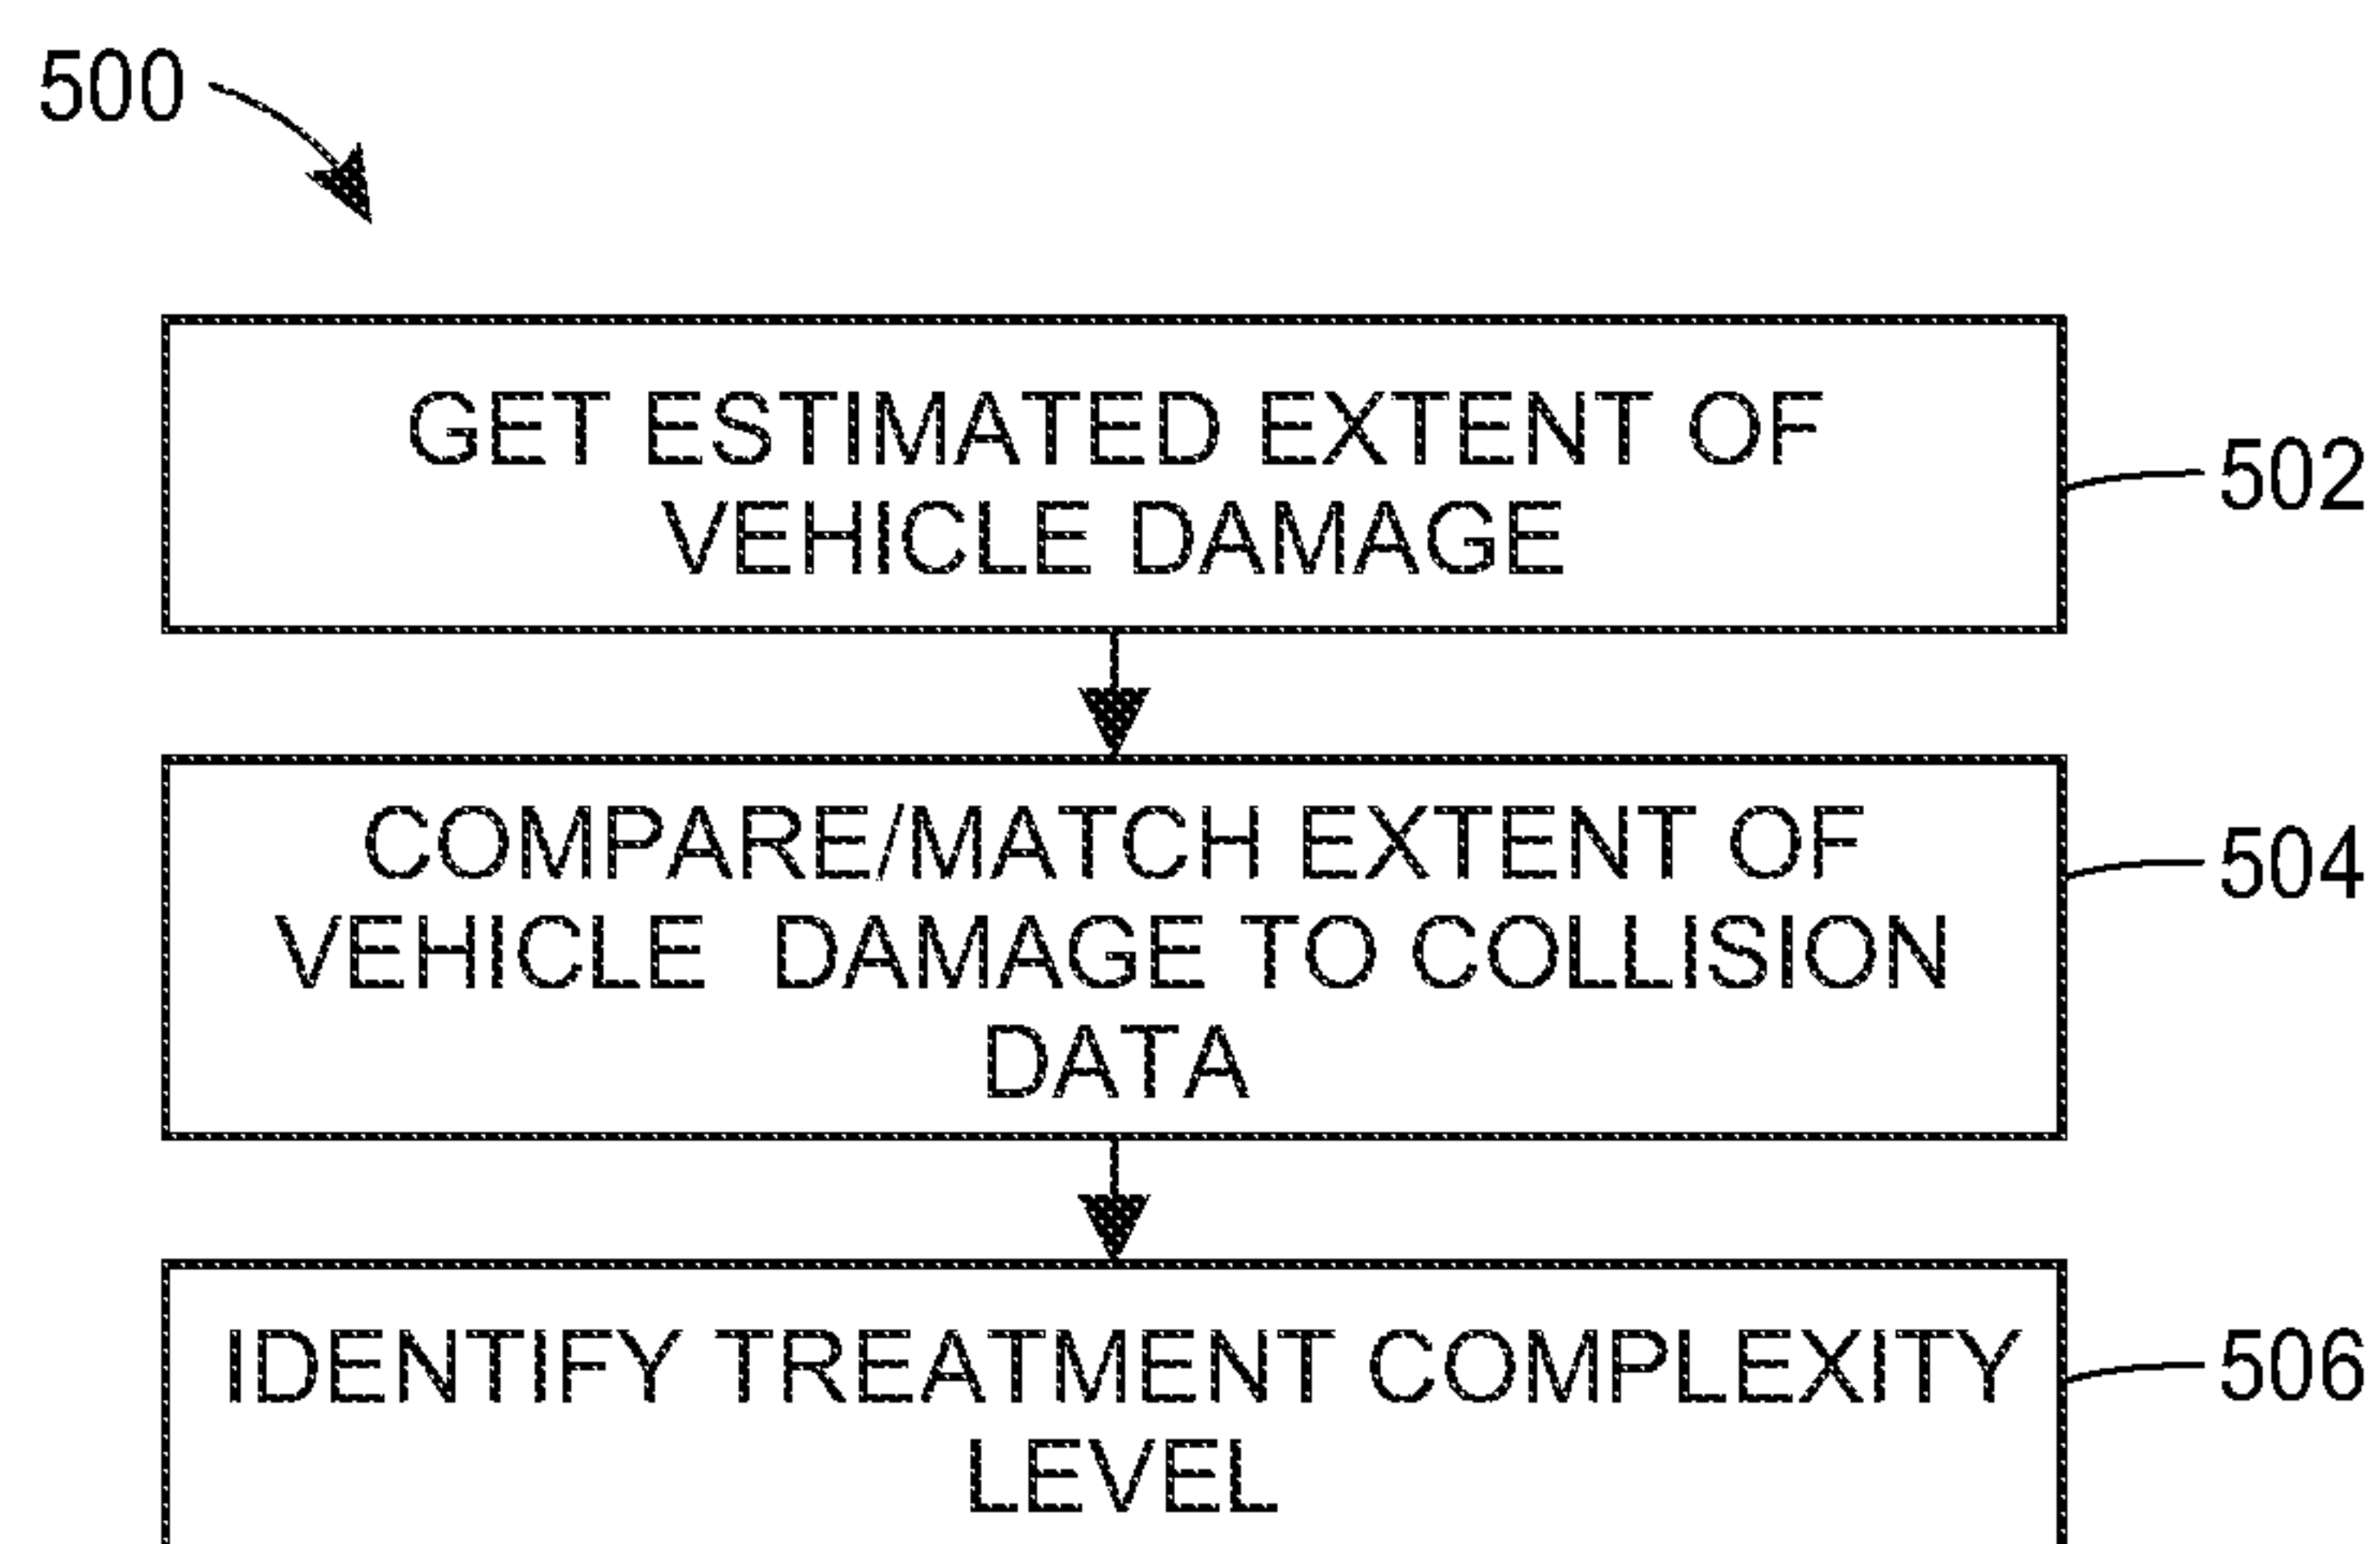 500
GET ESTIMATED EXTENT OF
VEHICLE DAMAGE
502
COMPARE/MATCH EXTENT OF
VEHICLE DAMAGE TO COLLISION
DATA
504
IDENTIFY TREATMENT COMPLEXITY
LEVEL
506